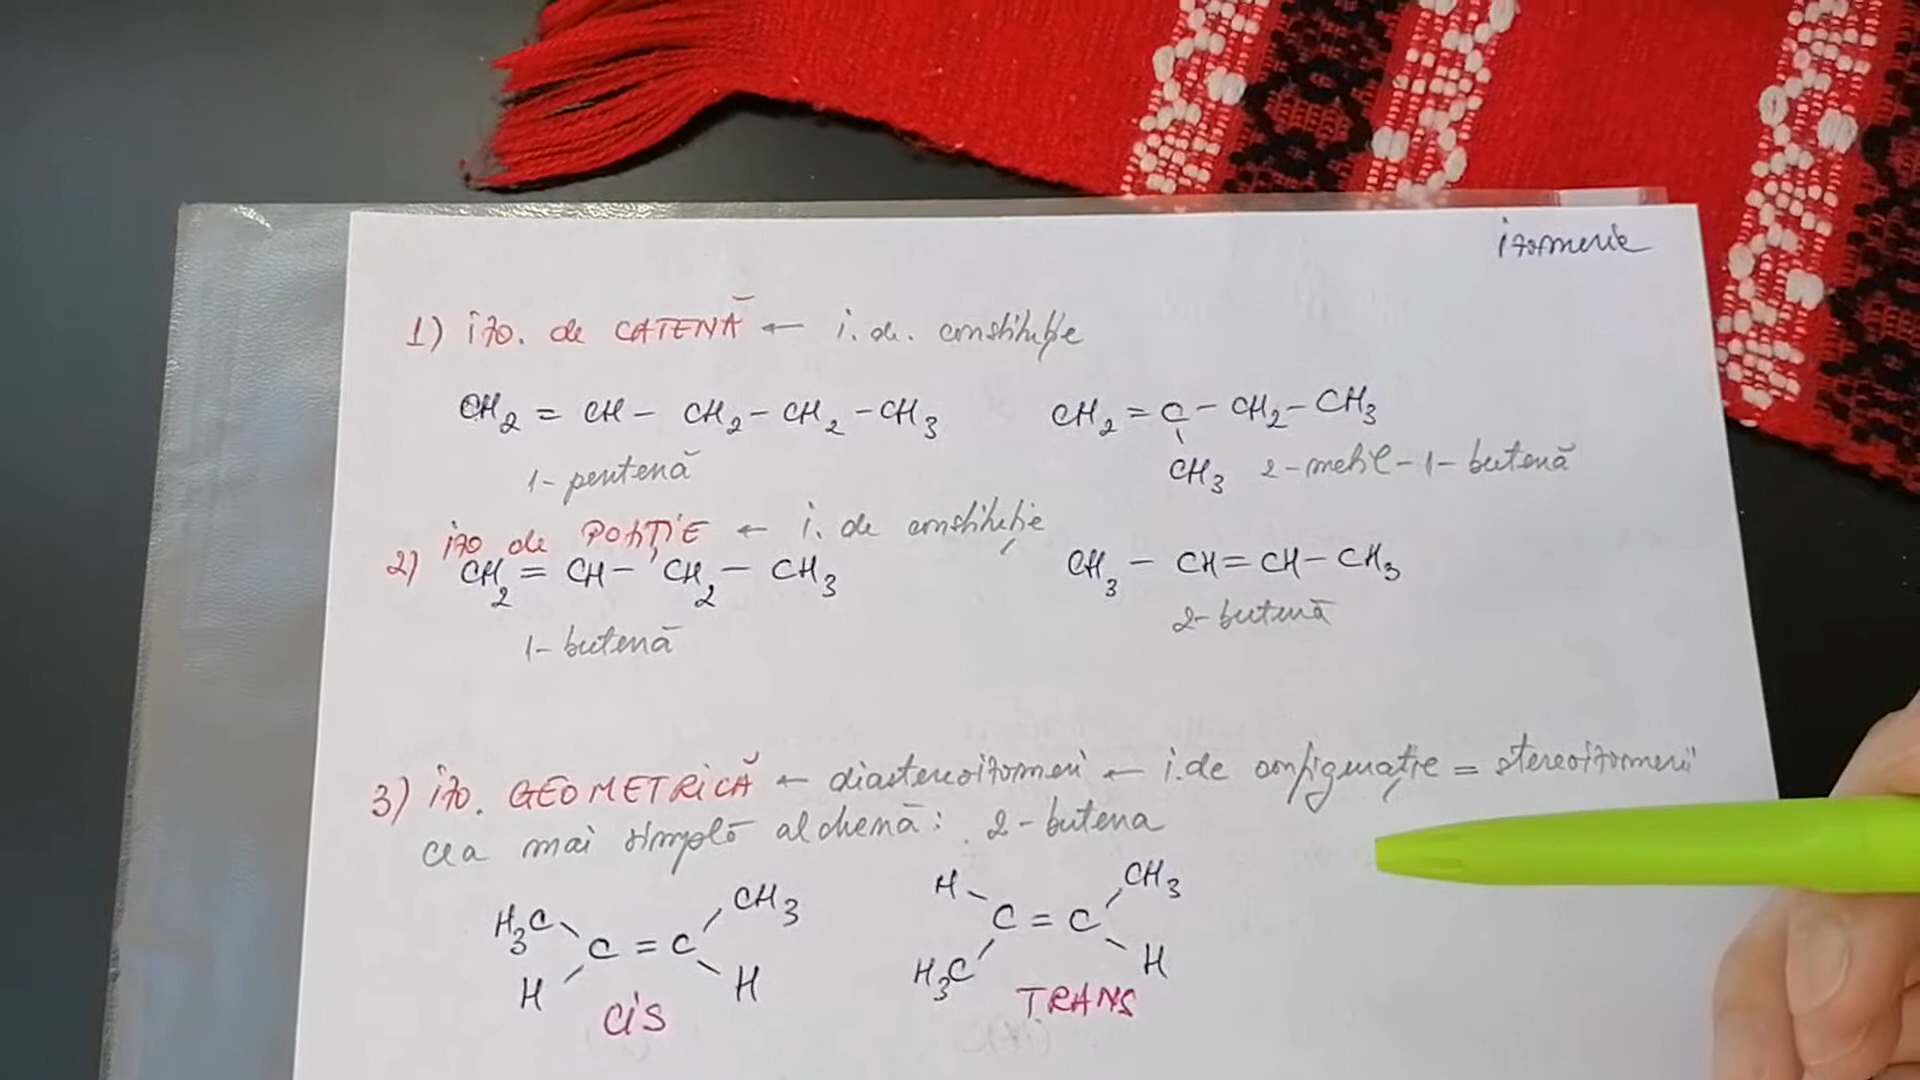 izomerie
1) izo. de CATENĂ ← i. de. constituție
CH2 = CH - CH2 - CH2 - CH3    CH2 = C - CH2 - CH3
CH3
1- pentenă    2-metil-1-butenă
2) izo de POZIȚIE ← i. de constituție
CH2 = CH - CH2 - CH3    CH3 - CH = CH - CH3
1- butenă    2- butenă
3) izo. GEOMETRICĂ ← diastereoizomeri ← i. de configurație = stereoizomerii
cea mai simplă alchenă: 2-butena
H3C CH3    H CH3
C = C    C = C
H H    H3C H
CiS    TRANS